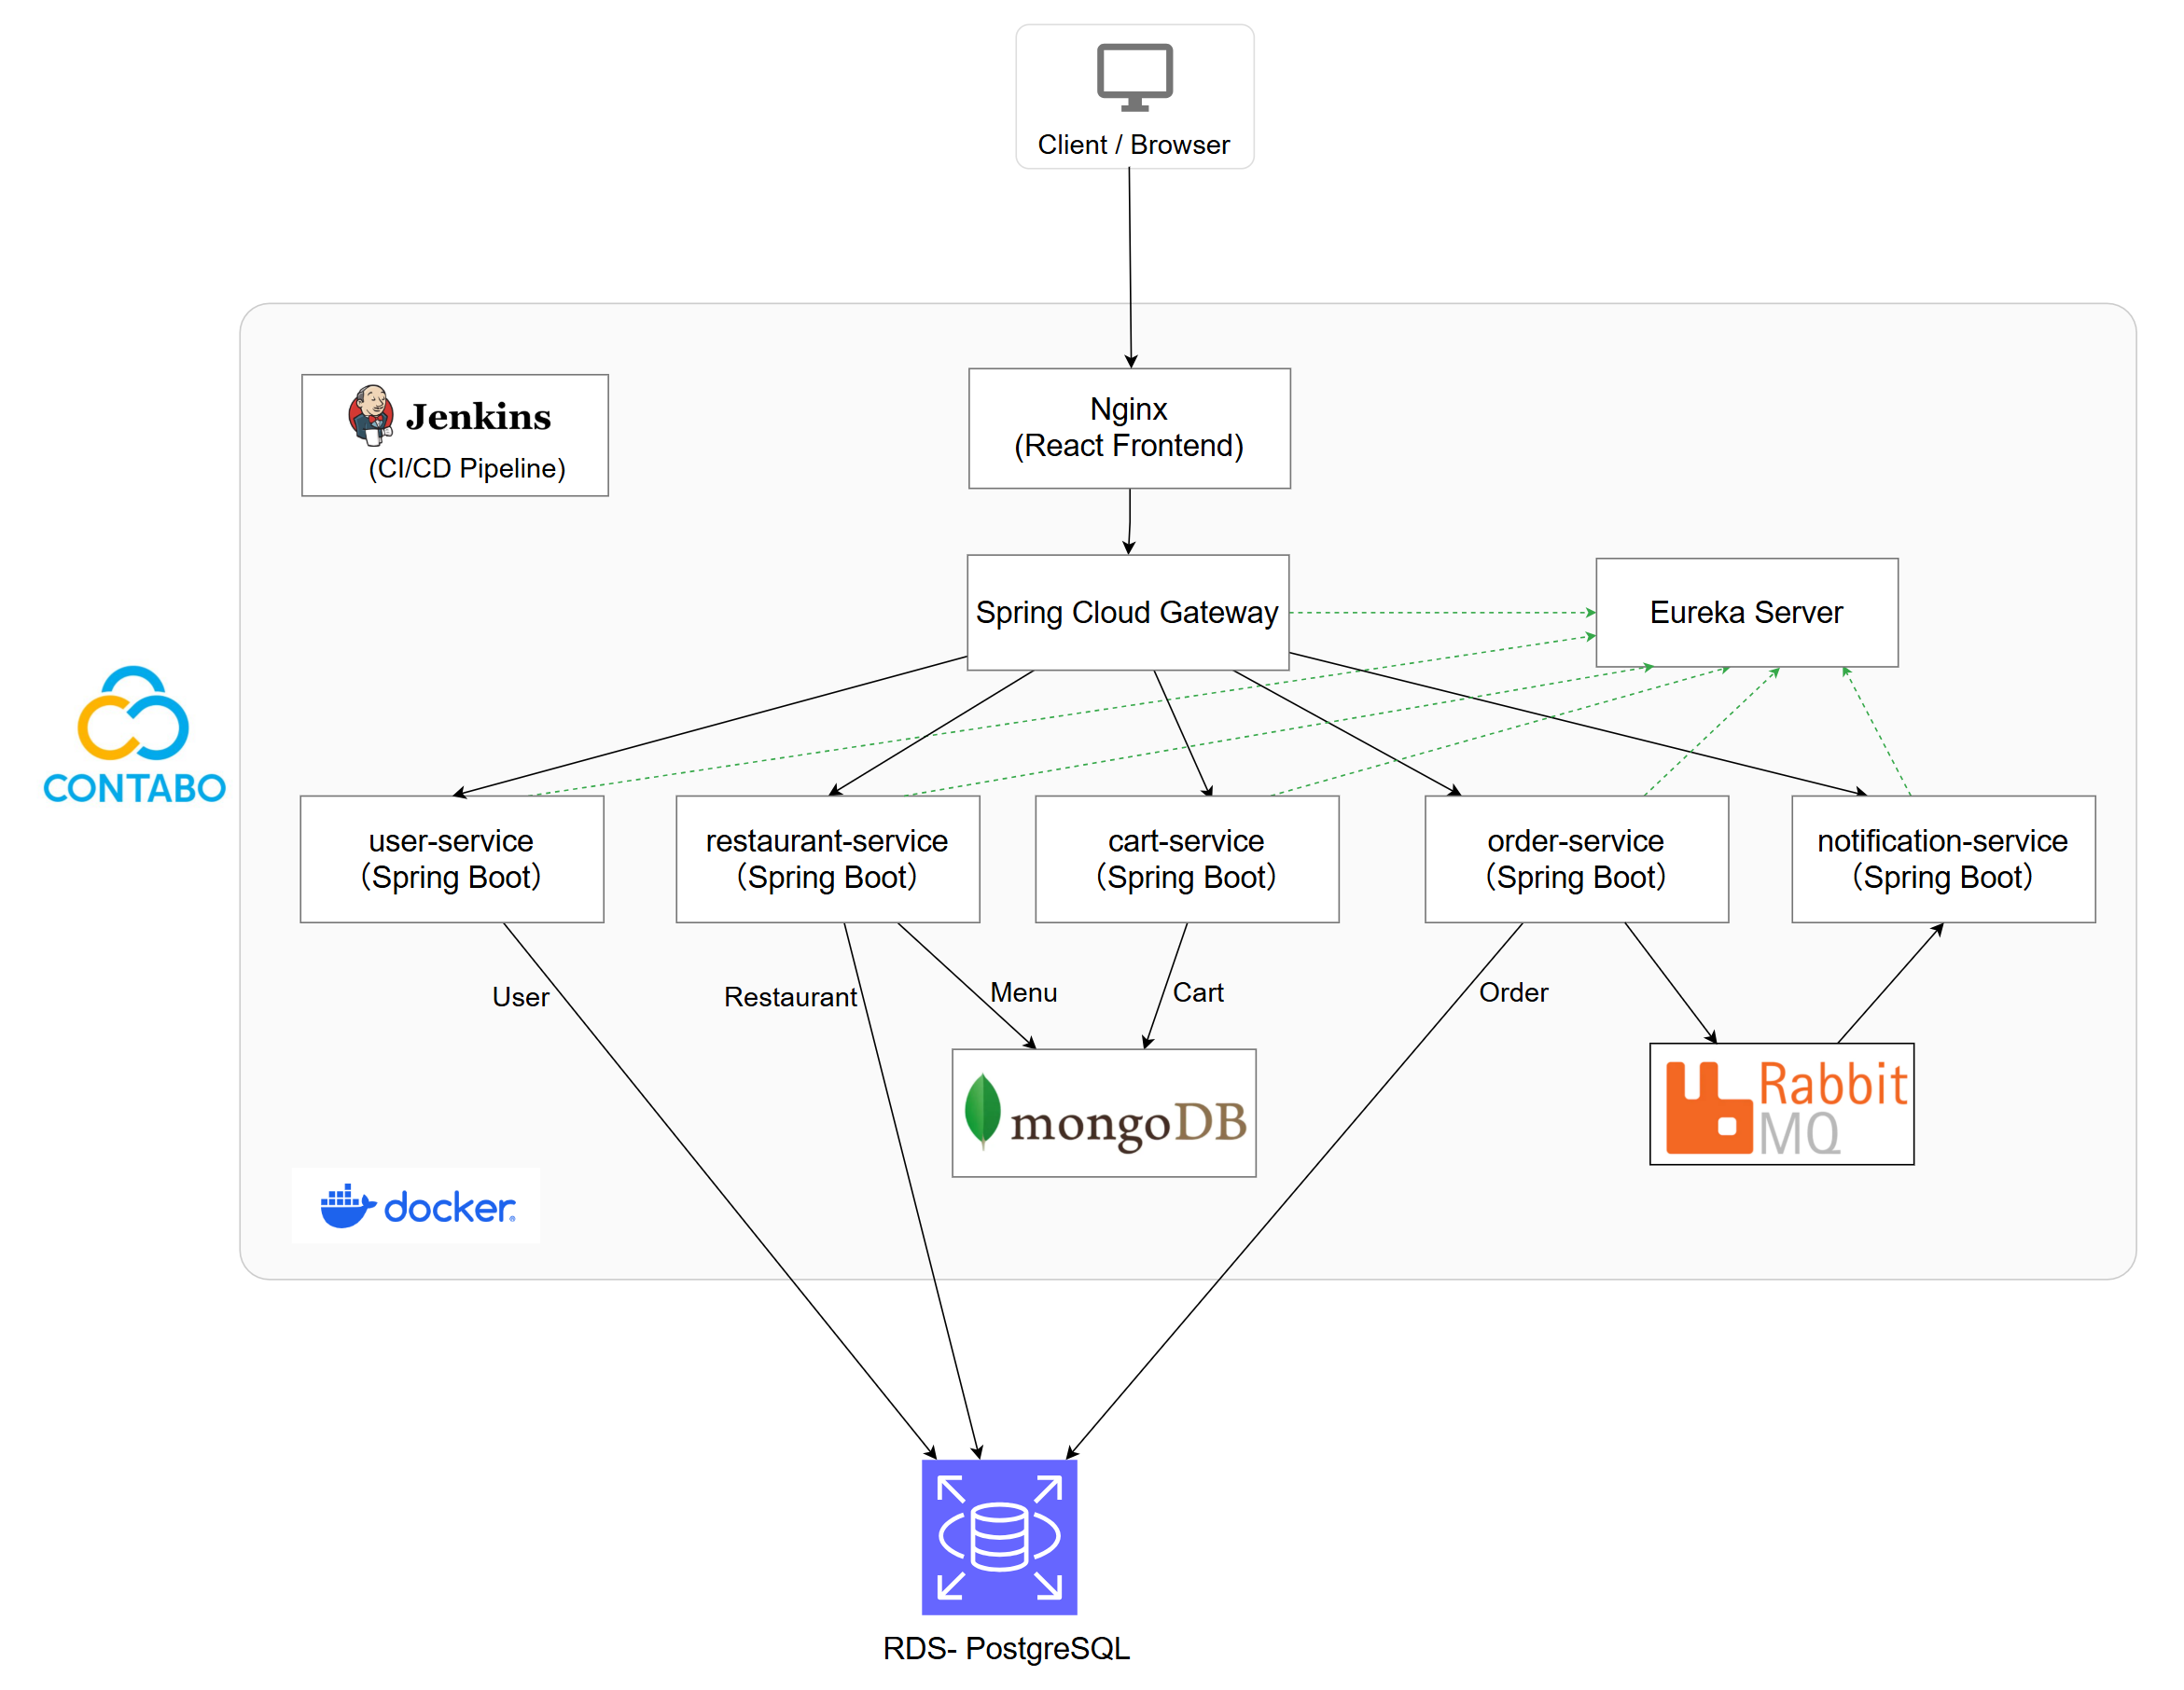 Client / Browser
Jenkins
(CI/CD Pipeline)
Nginx
(React Frontend)
Spring Cloud Gateway
Eureka Server
CONTABO
user-service
（Spring Boot）
restaurant-service
（Spring Boot）
cart-service
（Spring Boot）
order-service
（Spring Boot）
notification-service
（Spring Boot）
User
Restaurant
Menu
Cart
Order
mongoDB
Rabbit
MQ
docker
RDS- PostgreSQL